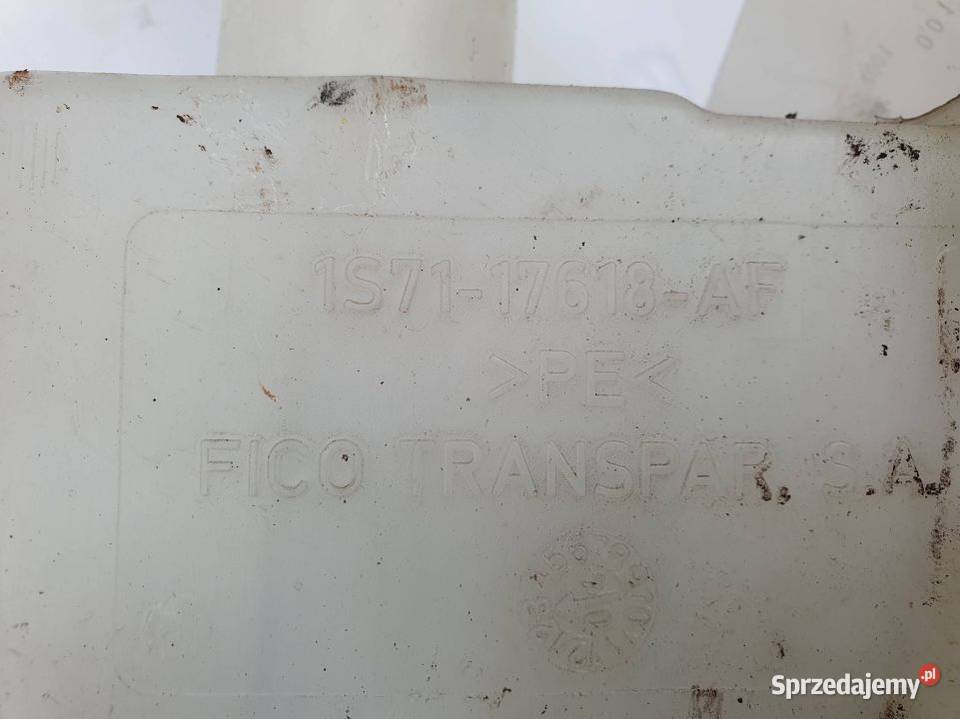 1S71-17618-AF
>PE<
FICO TRANSPAR, S.A.
Sprzedajemy.pl